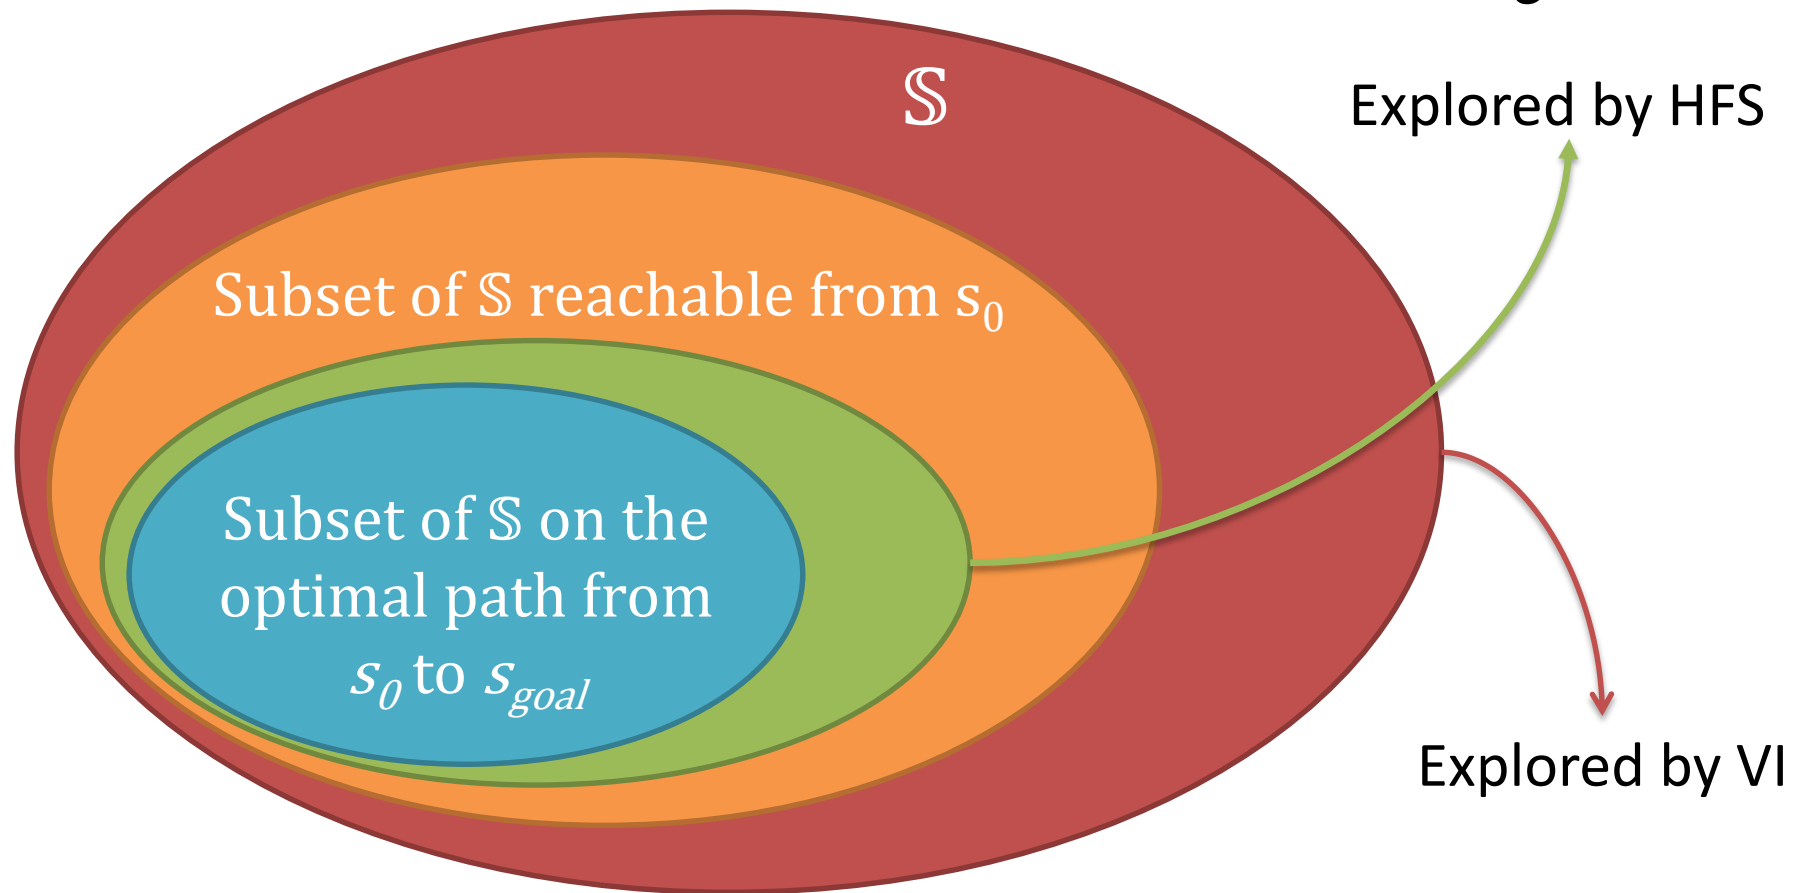 𝕊
Explored by HFS
Subset of 𝕊 reachable from s₀
Subset of 𝕊 on the
optimal path from
s₀ to s_goal
Explored by VI